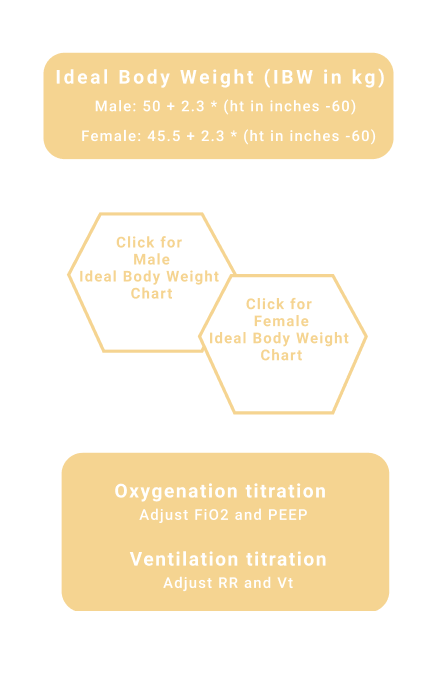 Ideal Body Weight (IBW in kg)
Male: 50 + 2.3 * (ht in inches -60)
Female: 45.5 + 2.3 * (ht in inches -60)
Click for
Male
Ideal Body Weight
Chart
Click for
Female
Ideal Body Weight
Chart
Oxygenation titration
Adjust FiO2 and PEEP
Ventilation titration
Adjust RR and Vt